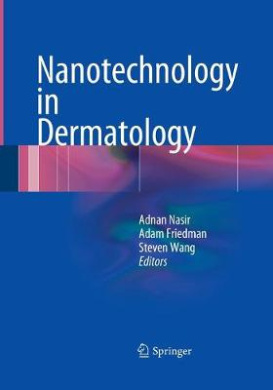 Nanotechnology
in
Dermatology
Adnan Nasir
Adam Friedman
Steven Wang
Editors
Springer